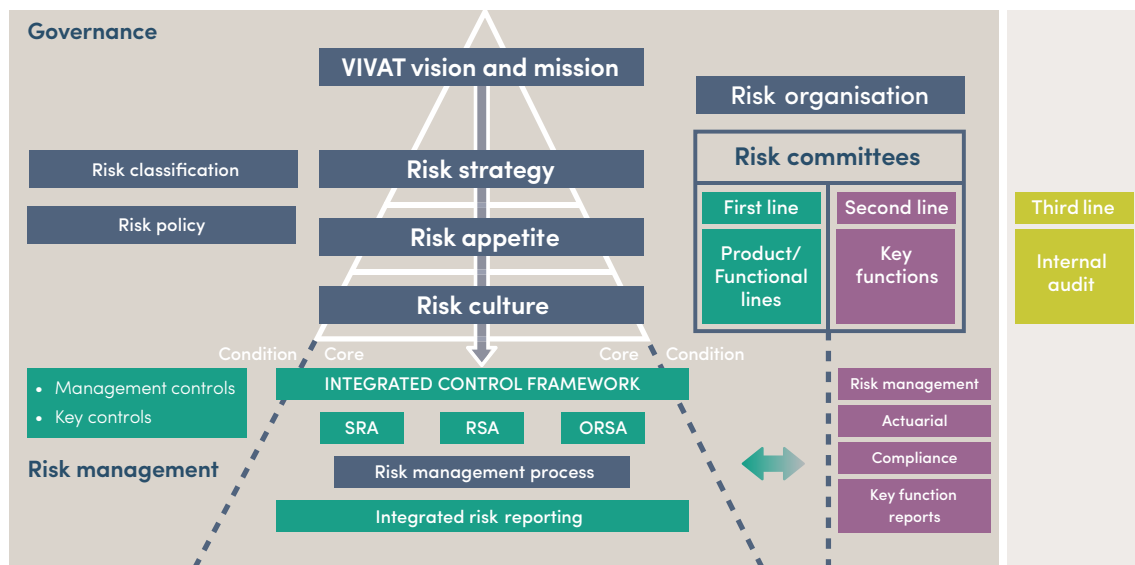 Governance
VIVAT vision and mission
Risk organisation
Risk classification
Risk strategy
Risk committees
Risk policy
Risk appetite
First line
Second line
Third line
Product/
Functional
lines
Key
functions
Internal
audit
Risk culture
Condition
Core
Core
Condition
• Management controls
• Key controls
INTEGRATED CONTROL FRAMEWORK
SRA
RSA
ORSA
Risk management
Risk management process
Integrated risk reporting
Risk management
Actuarial
Compliance
Key function
reports